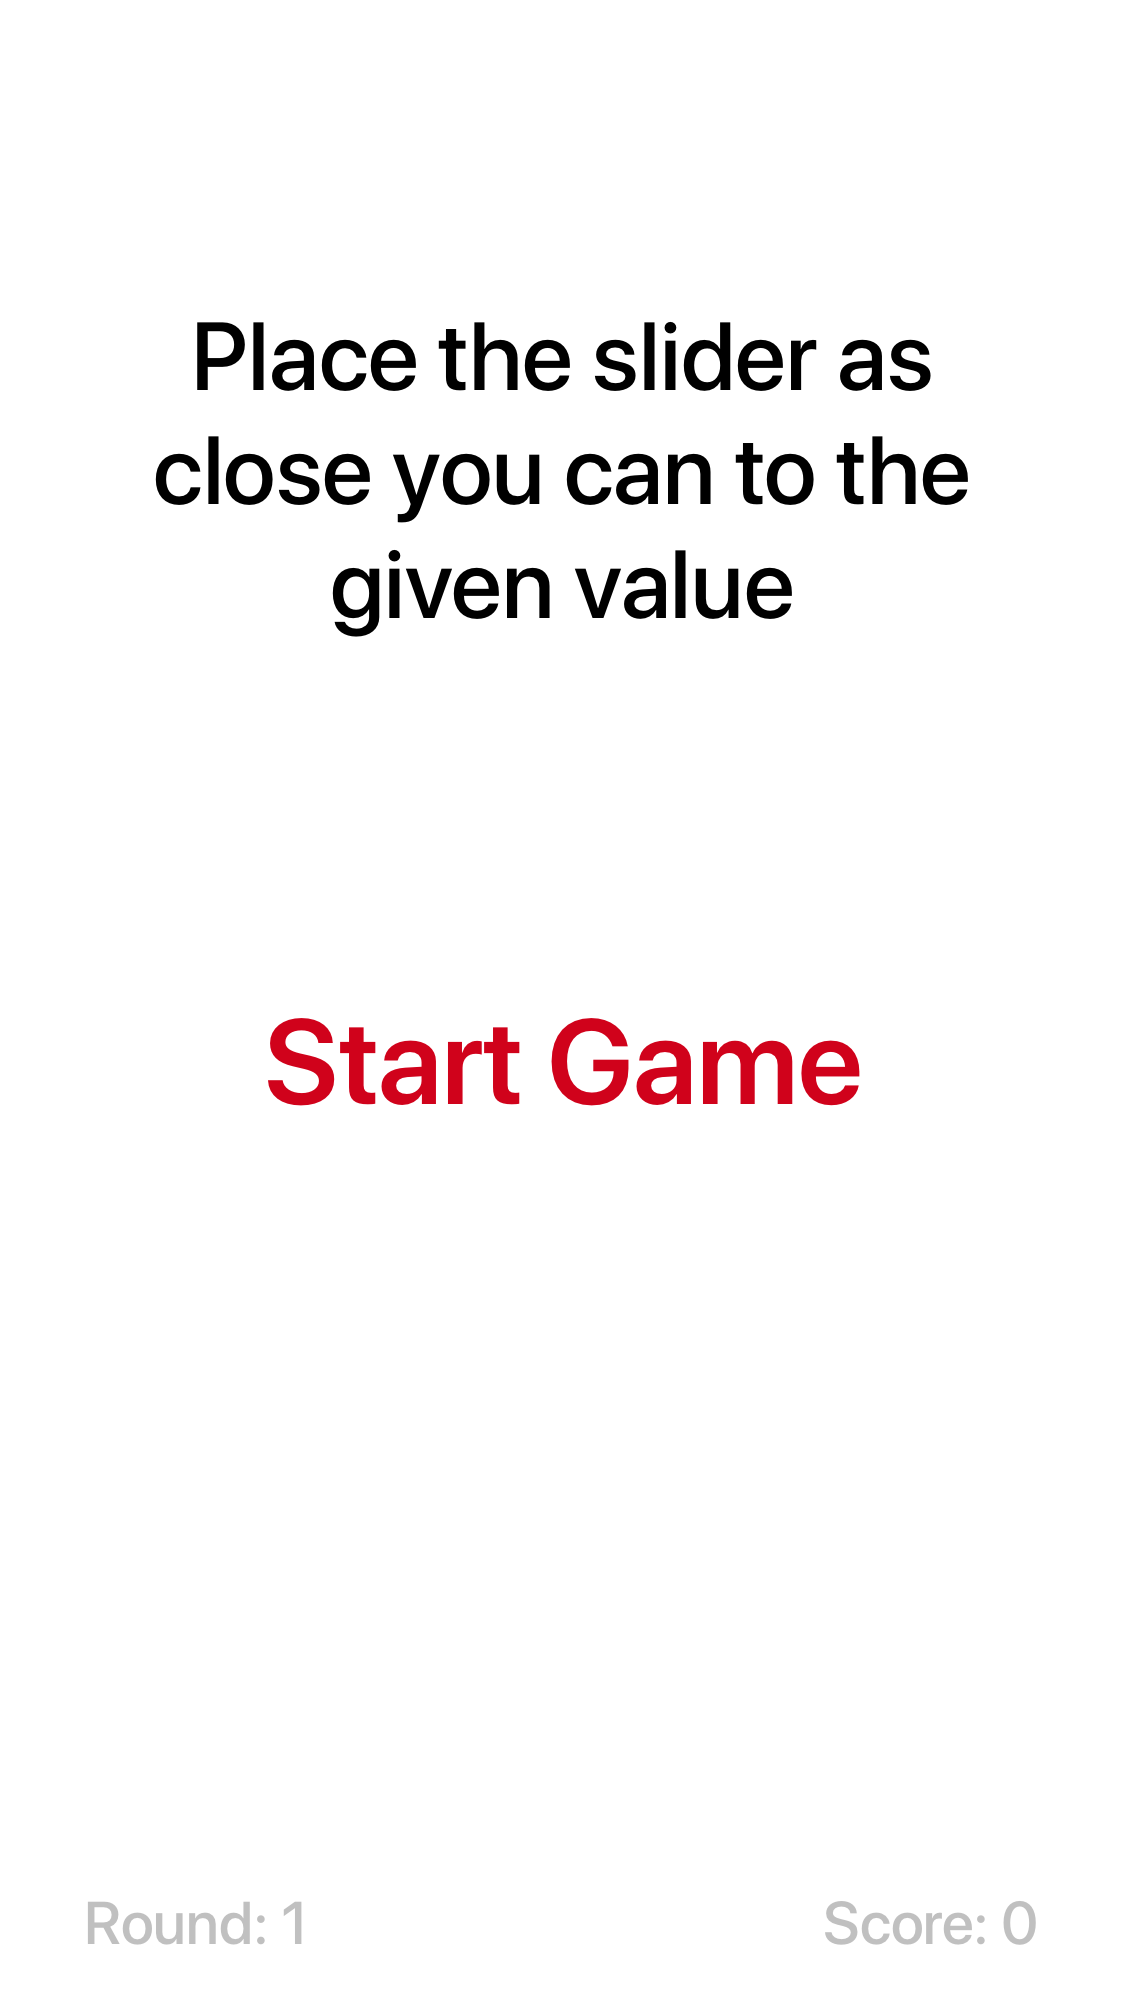 Place the slider as
close you can to the
given value
Start Game
Round: 1
Score: 0